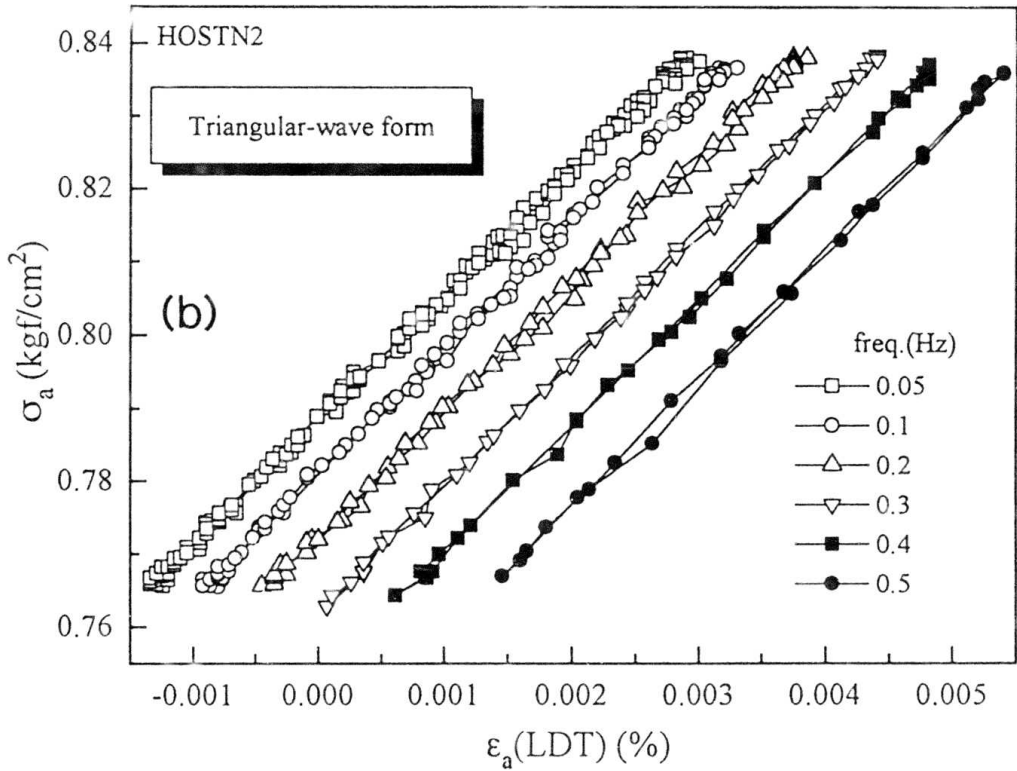 HOSTN2
Triangular-wave form
(b)
σa (kgf/cm²)
0.84
0.82
0.80
0.78
0.76
freq.(Hz)
0.05
0.1
0.2
0.3
0.4
0.5
-0.001 0.000 0.001 0.002 0.003 0.004 0.005
εa(LDT) (%)